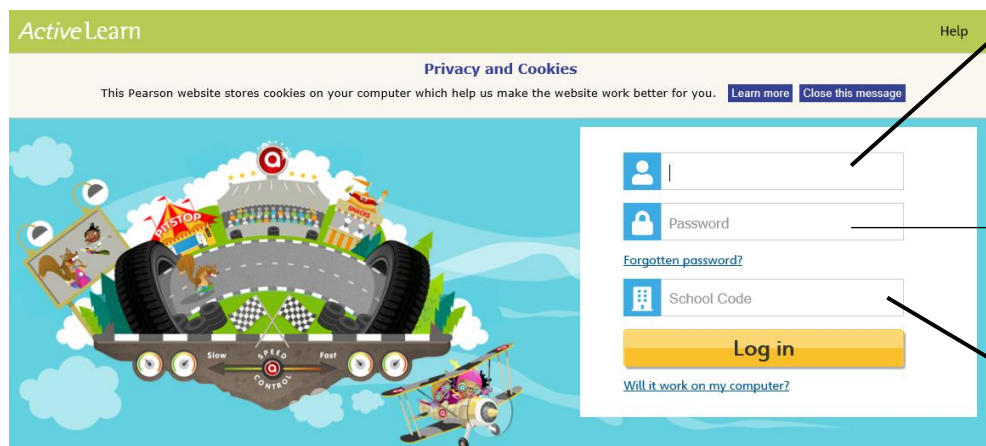 ActiveLearn
Help
Privacy and Cookies
This Pearson website stores cookies on your computer which help us make the website work better for you. Learn more Close this message
a
PITSTOP
SNACKS
Password
Forgotten password?
School Code
Log in
Will it work on my computer?
Slow SPEED Fast
a
CONTROL
a